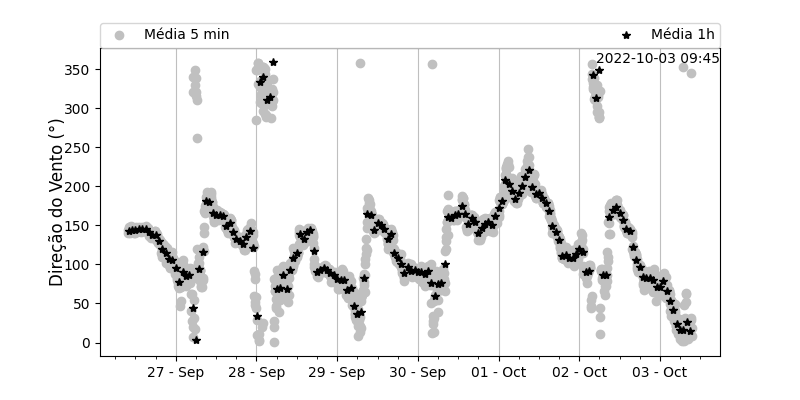 Média 5 min
Média 1h
2022-10-03 09:45
Direção do Vento (°)
350
300
250
200
150
100
50
0
27 - Sep
28 - Sep
29 - Sep
30 - Sep
01 - Oct
02 - Oct
03 - Oct